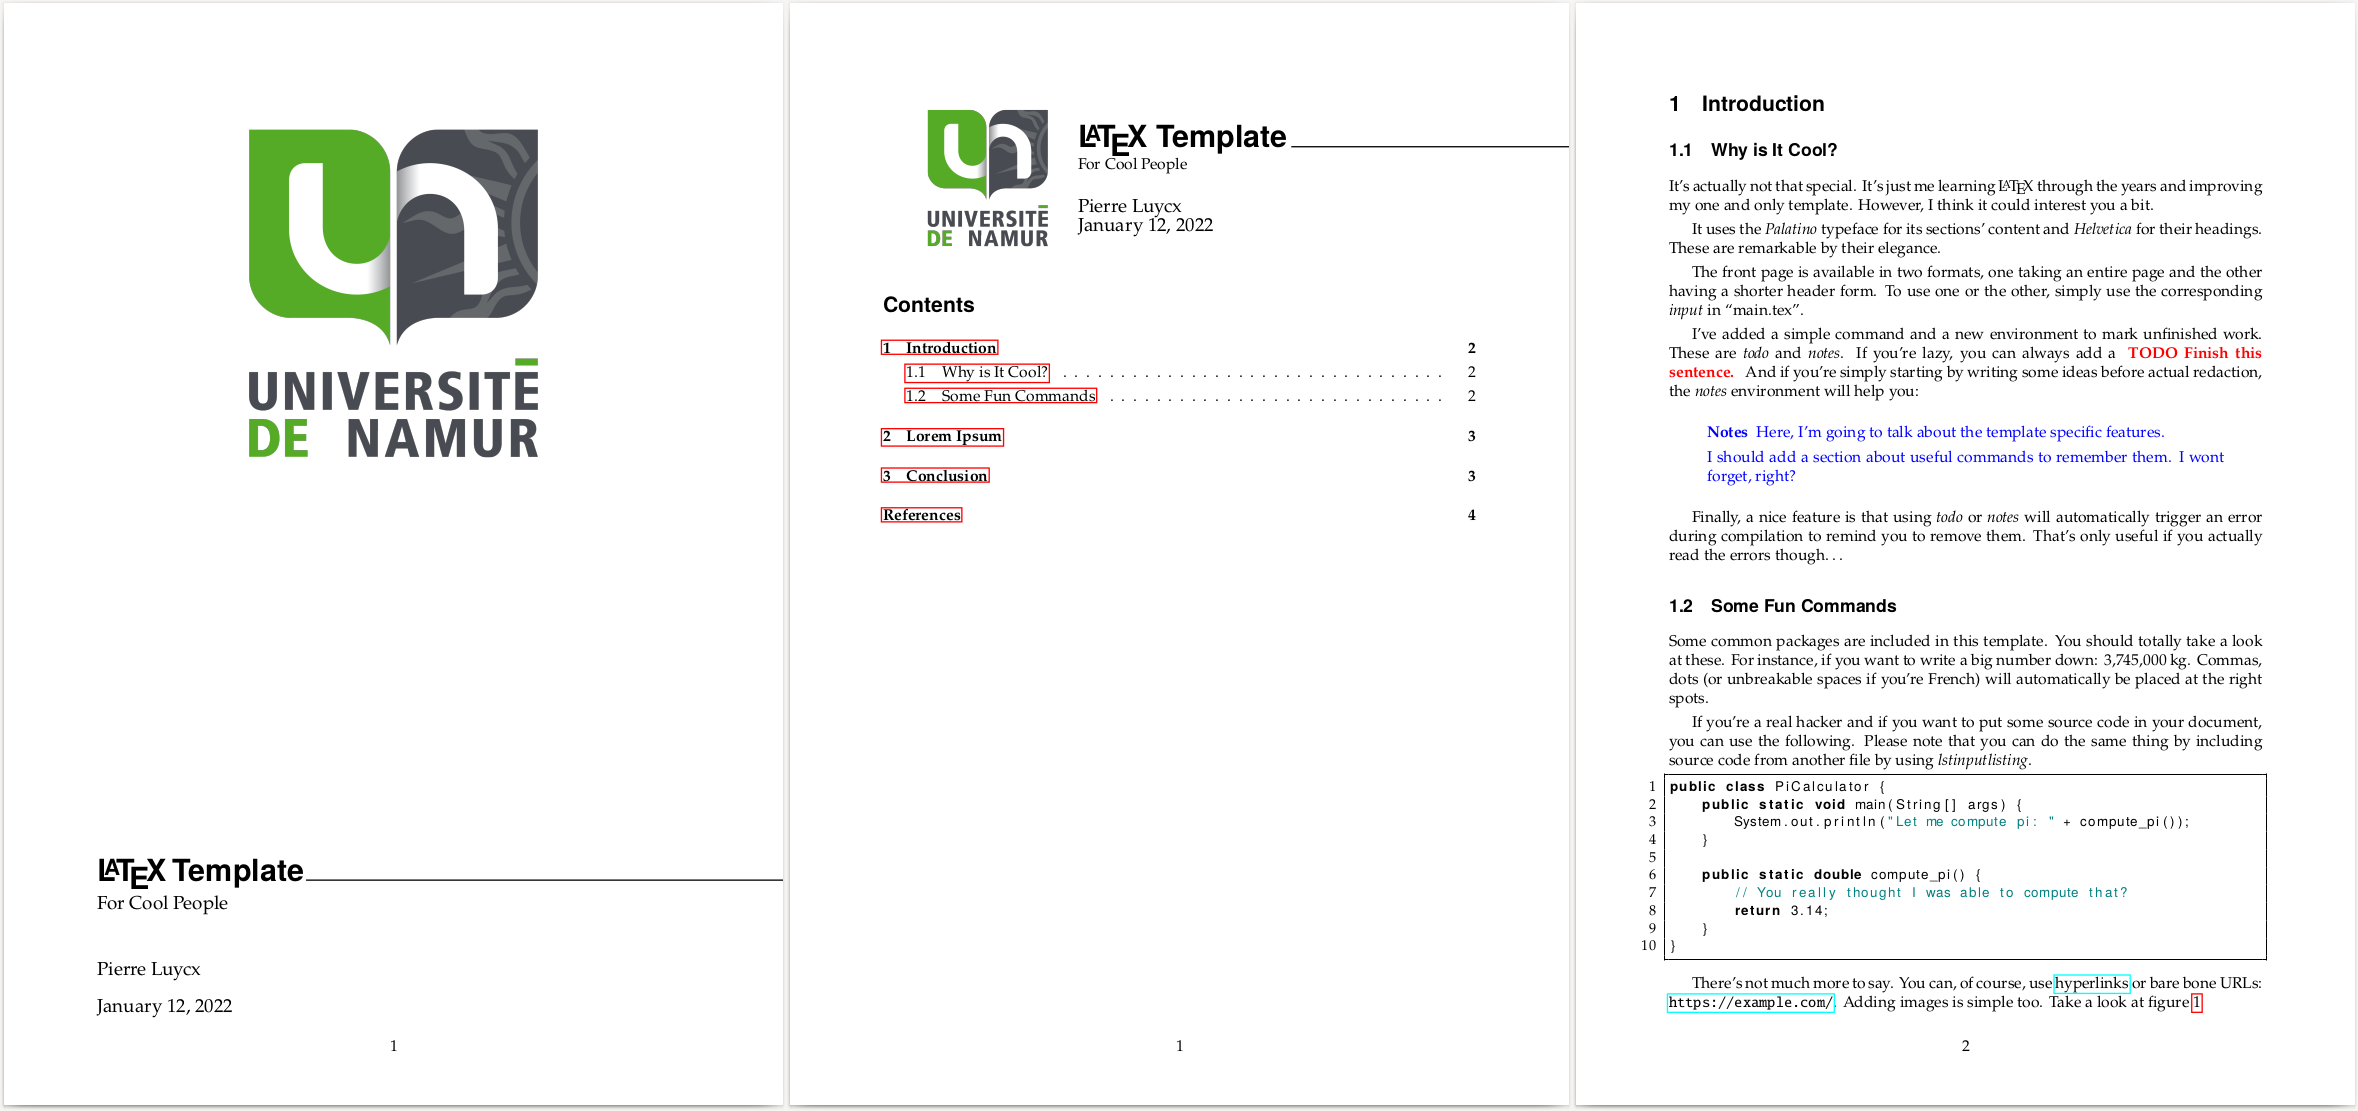 UNIVERSITĒ
DE NAMUR
LATEX Template
For Cool People
Pierre Luycx
January 12, 2022
1
UNIVERSITĒ
DE NAMUR
LATEX Template
For Cool People
Pierre Luycx
January 12, 2022
Contents
1 Introduction 2
1.1 Why is It Cool? . . . . . . . . . . . . . . . . . . . . . . . . . . . . . . . . . 2
1.2 Some Fun Commands . . . . . . . . . . . . . . . . . . . . . . . . . . . . . 2
2 Lorem Ipsum 3
3 Conclusion 3
References 4
1
1 Introduction
1.1 Why is It Cool?
It's actually not that special. It's just me learning LATEX through the years and improving
my one and only template. However, I think it could interest you a bit.
It uses the Palatino typeface for its sections' content and Helvetica for their headings.
These are remarkable by their elegance.
The front page is available in two formats, one taking an entire page and the other
having a shorter header form. To use one or the other, simply use the corresponding
input in “main.tex”.
I've added a simple command and a new environment to mark unfinished work.
These are todo and notes. If you're lazy, you can always add a TODO Finish this
sentence. And if you're simply starting by writing some ideas before actual redaction,
the notes environment will help you:
Notes Here, I'm going to talk about the template specific features.
I should add a section about useful commands to remember them. I wont
forget, right?
Finally, a nice feature is that using todo or notes will automatically trigger an error
during compilation to remind you to remove them. That's only useful if you actually
read the errors though. . .
1.2 Some Fun Commands
Some common packages are included in this template. You should totally take a look
at these. For instance, if you want to write a big number down: 3,745,000 kg. Commas,
dots (or unbreakable spaces if you're French) will automatically be placed at the right
spots.
If you're a real hacker and if you want to put some source code in your document,
you can use the following. Please note that you can do the same thing by including
source code from another file by using lstinputlisting.
1 public class PiCalculator {
2 public static void main(String[] args) {
3 System.out.println("Let me compute pi: " + compute_pi());
4 }
5
6 public static double compute_pi() {
7 // You really thought I was able to compute that?
8 return 3.14;
9 }
10 }
There's not much more to say. You can, of course, use hyperlinks or bare bone URLs:
https://example.com/. Adding images is simple too. Take a look at figure 1
2